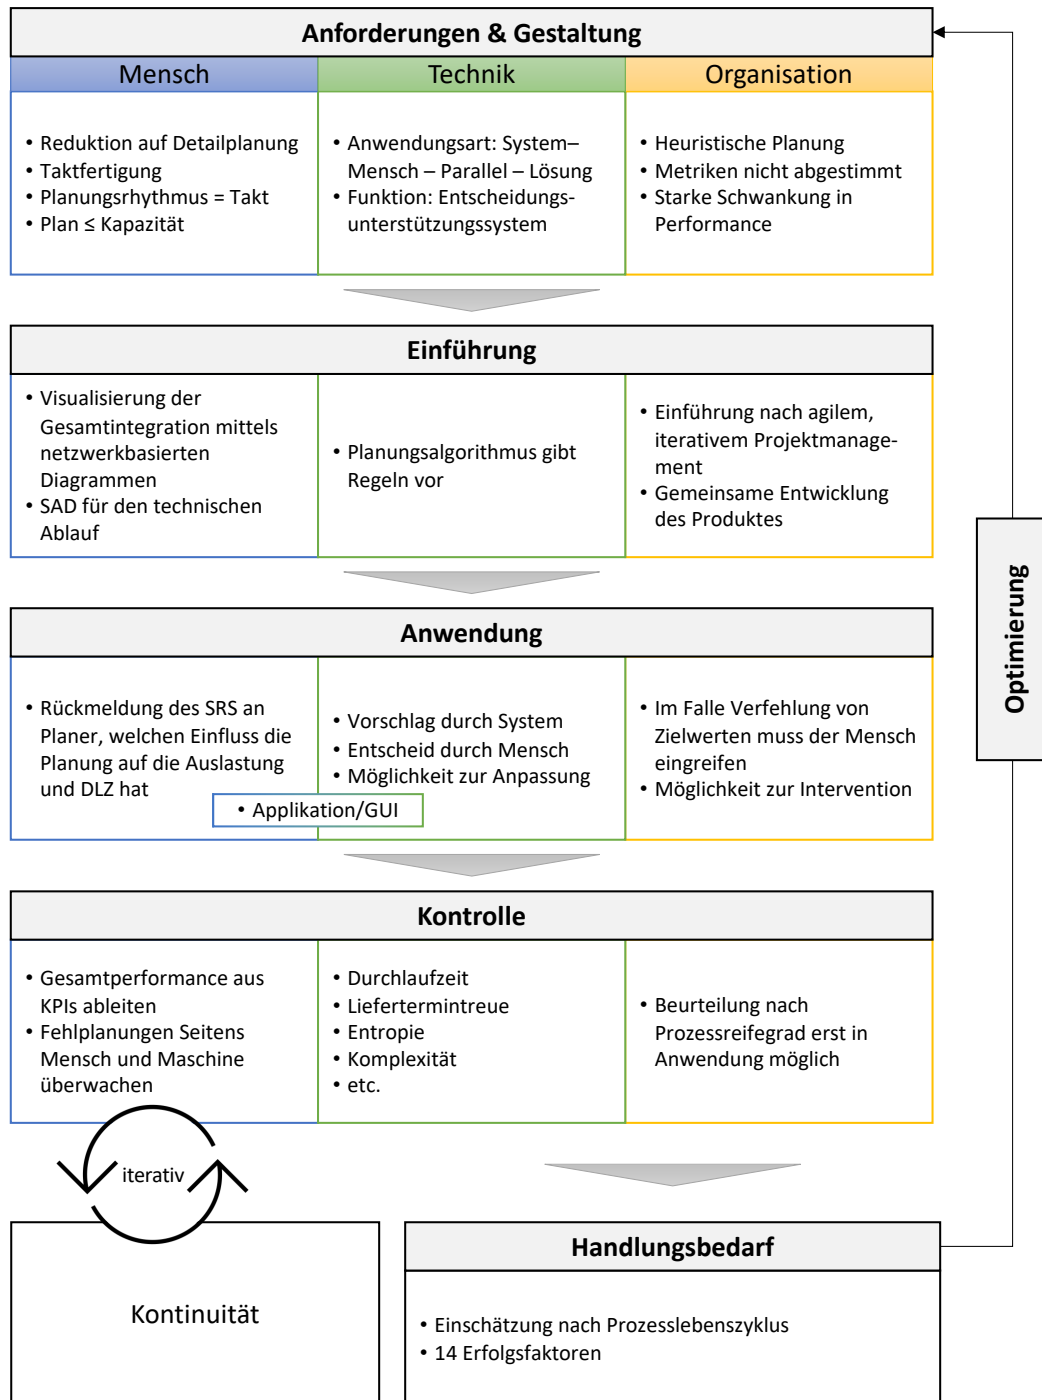 Anforderungen & Gestaltung
Mensch
Technik
Organisation
• Reduktion auf Detailplanung
• Taktfertigung
• Planungsrhythmus = Takt
• Plan ≤ Kapazität
• Anwendungsart: System–
Mensch – Parallel – Lösung
• Funktion: Entscheidungs-
unterstützungssystem
• Heuristische Planung
• Metriken nicht abgestimmt
• Starke Schwankung in
Performance
Einführung
• Visualisierung der
Gesamtintegration mittels
netzwerkbasierten
Diagrammen
• SAD für den technischen
Ablauf
• Planungsalgorithmus gibt
Regeln vor
• Einführung nach agilem,
iterativem Projektmanage-
ment
• Gemeinsame Entwicklung
des Produktes
Anwendung
• Rückmeldung des SRS an
Planer, welchen Einfluss die
Planung auf die Auslastung
und DLZ hat
• Vorschlag durch System
• Entscheid durch Mensch
• Möglichkeit zur Anpassung
• Applikation/GUI
• Im Falle Verfehlung von
Zielwerten muss der Mensch
eingreifen
• Möglichkeit zur Intervention
Kontrolle
• Gesamtperformance aus
KPIs ableiten
• Fehlplanungen Seitens
Mensch und Maschine
überwachen
• Durchlaufzeit
• Liefertermintreue
• Entropie
• Komplexität
• etc.
• Beurteilung nach
Prozessreifegrad erst in
Anwendung möglich
iterativ
Kontinuität
Handlungsbedarf
• Einschätzung nach Prozesslebenszyklus
• 14 Erfolgsfaktoren
Optimierung